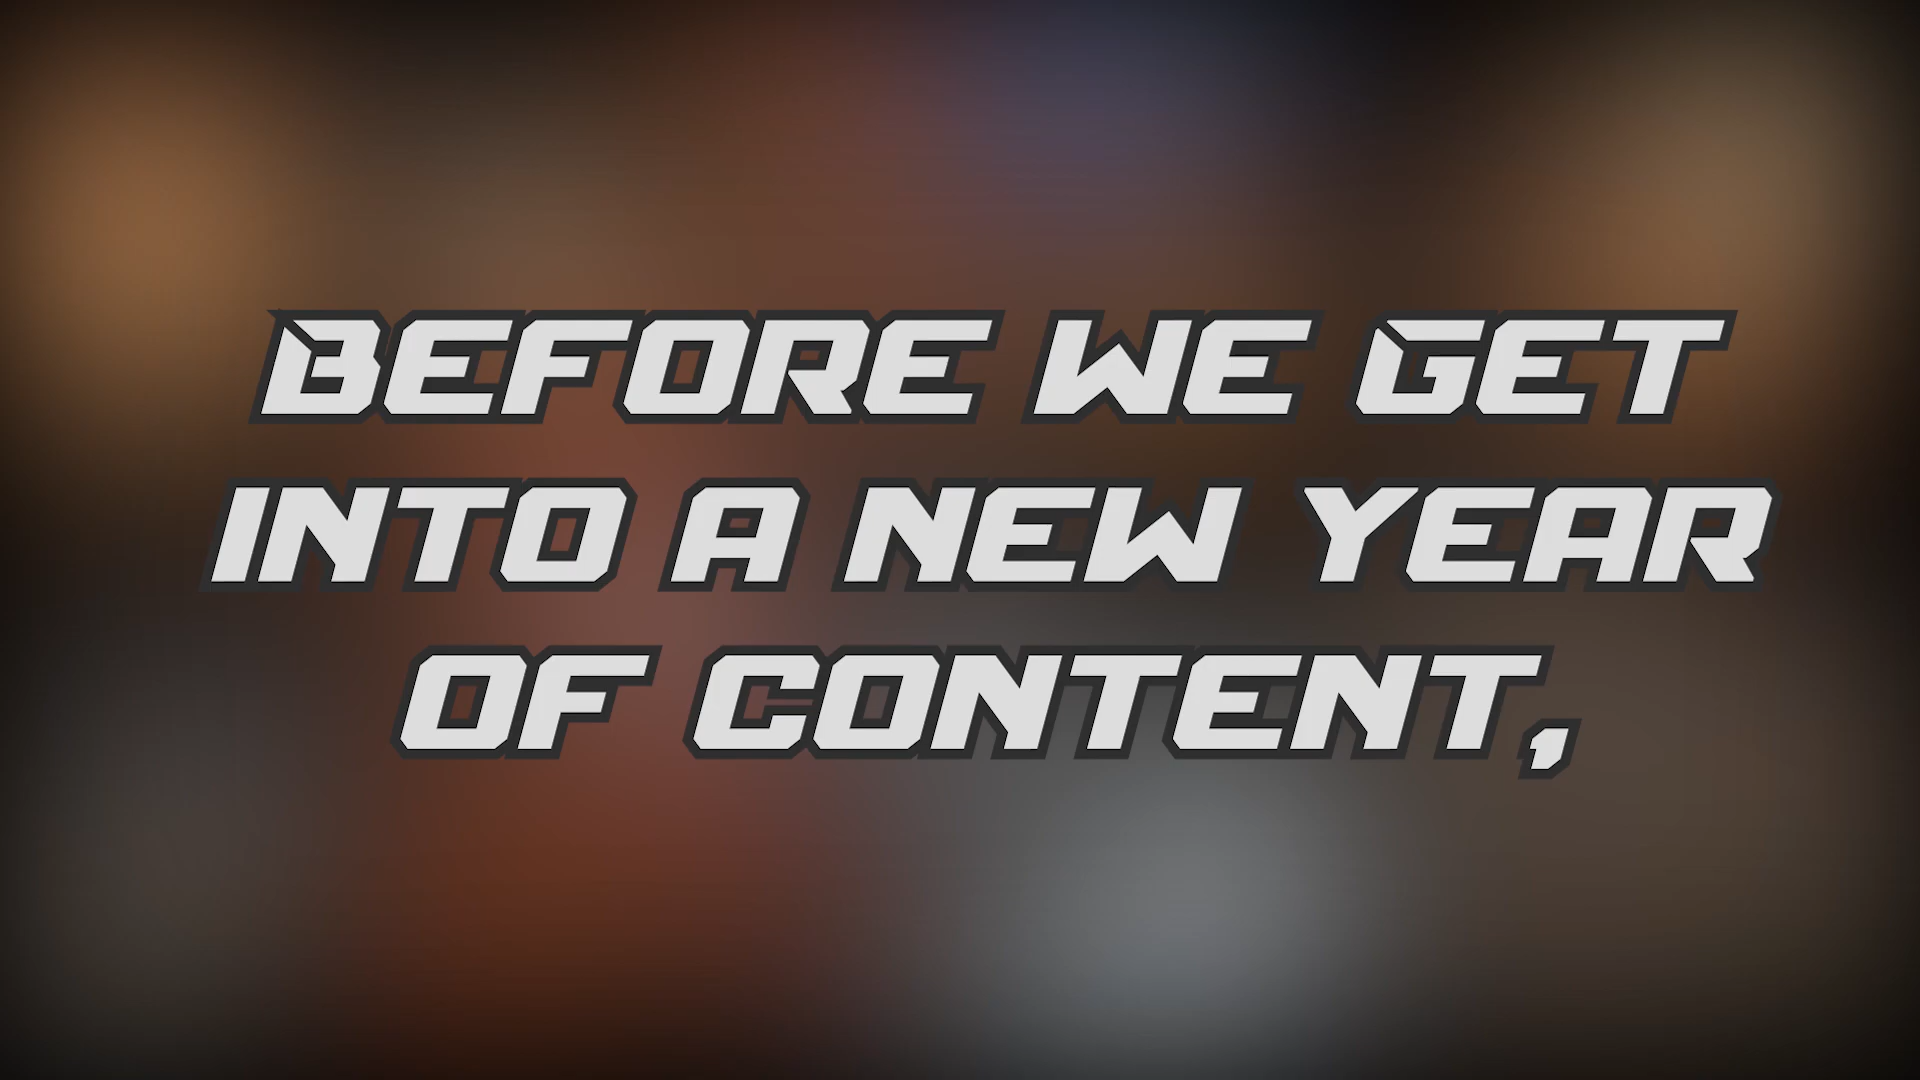 BEFORE WE GET
INTO A NEW YEAR
OF CONTENT,